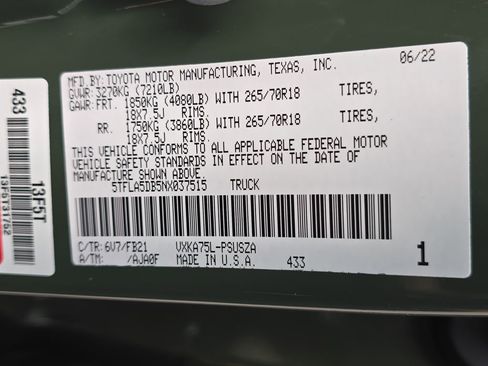 MFD.BY:TOYOTA MOTOR MANUFACTURING, TEXAS, INC. 06/22
GVWR:3270KG (7210LB)
GAWR:FRT. 1850KG (4080LB) WITH 265/70R18 TIRES,
18X7.5J RIMS,
RR. 1750KG (3860LB) WITH 265/70R18 TIRES,
18X7.5J RIMS.
THIS VEHICLE CONFORMS TO ALL APPLICABLE FEDERAL MOTOR
VEHICLE SAFETY STANDARDS IN EFFECT ON THE DATE OF
MANUFACTURE SHOWN ABOVE.
5TFLA5DB5NX037515 TRUCK
C/TR:6V7/FB21 VXKA75L-PSUSZA
A/TM: /AJA0F MADE IN U.S.A. 433 1
433
13F5T